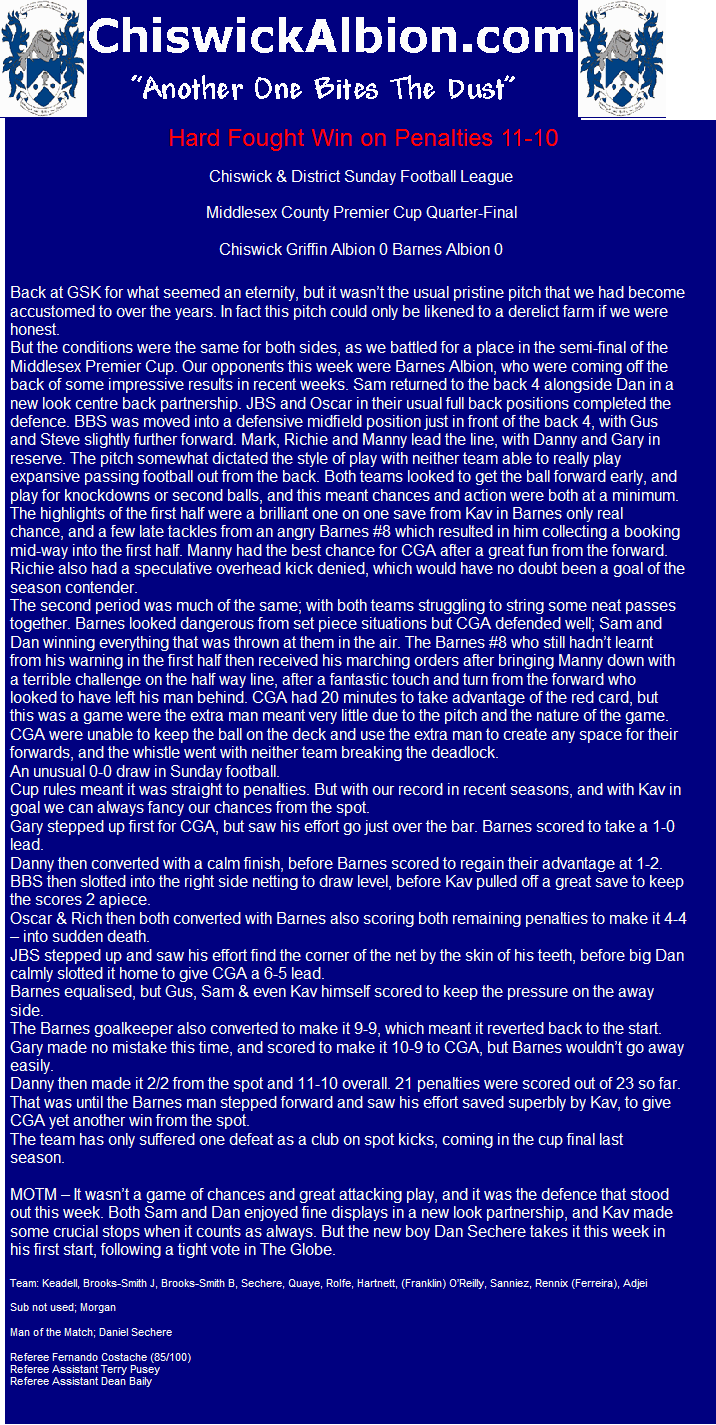 ChiswickAlbion.com
“Another One Bites The Dust”
Hard Fought Win on Penalties 11-10
Chiswick & District Sunday Football League
Middlesex County Premier Cup Quarter-Final
Chiswick Griffin Albion 0 Barnes Albion 0
Back at GSK for what seemed an eternity, but it wasn’t the usual pristine pitch that we had become
accustomed to over the years. In fact this pitch could only be likened to a derelict farm if we were
honest.
But the conditions were the same for both sides, as we battled for a place in the semi-final of the
Middlesex Premier Cup. Our opponents this week were Barnes Albion, who were coming off the
back of some impressive results in recent weeks. Sam returned to the back 4 alongside Dan in a
new look centre back partnership. JBS and Oscar in their usual full back positions completed the
defence. BBS was moved into a defensive midfield position just in front of the back 4, with Gus
and Steve slightly further forward. Mark, Richie and Manny lead the line, with Danny and Gary in
reserve. The pitch somewhat dictated the style of play with neither team able to really play
expansive passing football out from the back. Both teams looked to get the ball forward early, and
play for knockdowns or second balls, and this meant chances and action were both at a minimum.
The highlights of the first half were a brilliant one on one save from Kav in Barnes only real
chance, and a few late tackles from an angry Barnes #8 which resulted in him collecting a booking
mid-way into the first half. Manny had the best chance for CGA after a great fun from the forward.
Richie also had a speculative overhead kick denied, which would have no doubt been a goal of the
season contender.
The second period was much of the same; with both teams struggling to string some neat passes
together. Barnes looked dangerous from set piece situations but CGA defended well; Sam and
Dan winning everything that was thrown at them in the air. The Barnes #8 who still hadn’t learnt
from his warning in the first half then received his marching orders after bringing Manny down with
a terrible challenge on the half way line, after a fantastic touch and turn from the forward who
looked to have left his man behind. CGA had 20 minutes to take advantage of the red card, but
this was a game were the extra man meant very little due to the pitch and the nature of the game.
CGA were unable to keep the ball on the deck and use the extra man to create any space for their
forwards, and the whistle went with neither team breaking the deadlock.
An unusual 0-0 draw in Sunday football.
Cup rules meant it was straight to penalties. But with our record in recent seasons, and with Kav in
goal we can always fancy our chances from the spot.
Gary stepped up first for CGA, but saw his effort go just over the bar. Barnes scored to take a 1-0
lead.
Danny then converted with a calm finish, before Barnes scored to regain their advantage at 1-2.
BBS then slotted into the right side netting to draw level, before Kav pulled off a great save to keep
the scores 2 apiece.
Oscar & Rich then both converted with Barnes also scoring both remaining penalties to make it 4-4
– into sudden death.
JBS stepped up and saw his effort find the corner of the net by the skin of his teeth, before big Dan
calmly slotted it home to give CGA a 6-5 lead.
Barnes equalised, but Gus, Sam & even Kav himself scored to keep the pressure on the away
side.
The Barnes goalkeeper also converted to make it 9-9, which meant it reverted back to the start.
Gary made no mistake this time, and scored to make it 10-9 to CGA, but Barnes wouldn’t go away
easily.
Danny then made it 2/2 from the spot and 11-10 overall. 21 penalties were scored out of 23 so far.
That was until the Barnes man stepped forward and saw his effort saved superbly by Kav, to give
CGA yet another win from the spot.
The team has only suffered one defeat as a club on spot kicks, coming in the cup final last
season.
MOTM – It wasn’t a game of chances and great attacking play, and it was the defence that stood
out this week. Both Sam and Dan enjoyed fine displays in a new look partnership, and Kav made
some crucial stops when it counts as always. But the new boy Dan Sechere takes it this week in
his first start, following a tight vote in The Globe.
Team: Keadell, Brooks-Smith J, Brooks-Smith B, Sechere, Quaye, Rolfe, Hartnett, (Franklin) O'Reilly, Sanniez, Rennix (Ferreira), Adjei
Sub not used; Morgan
Man of the Match; Daniel Sechere
Referee Fernando Costache (85/100)
Referee Assistant Terry Pusey
Referee Assistant Dean Baily